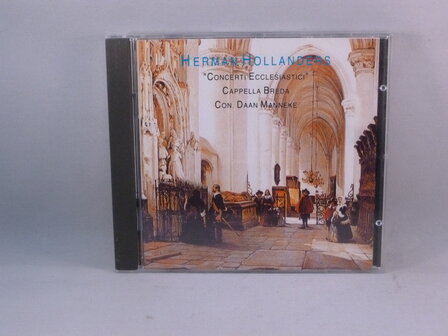 HERMAN HOLLANDERS
"CONCERTI ECCLESIASTICI"
CAPPELLA BREDA
CON. DAAN MANNEKE